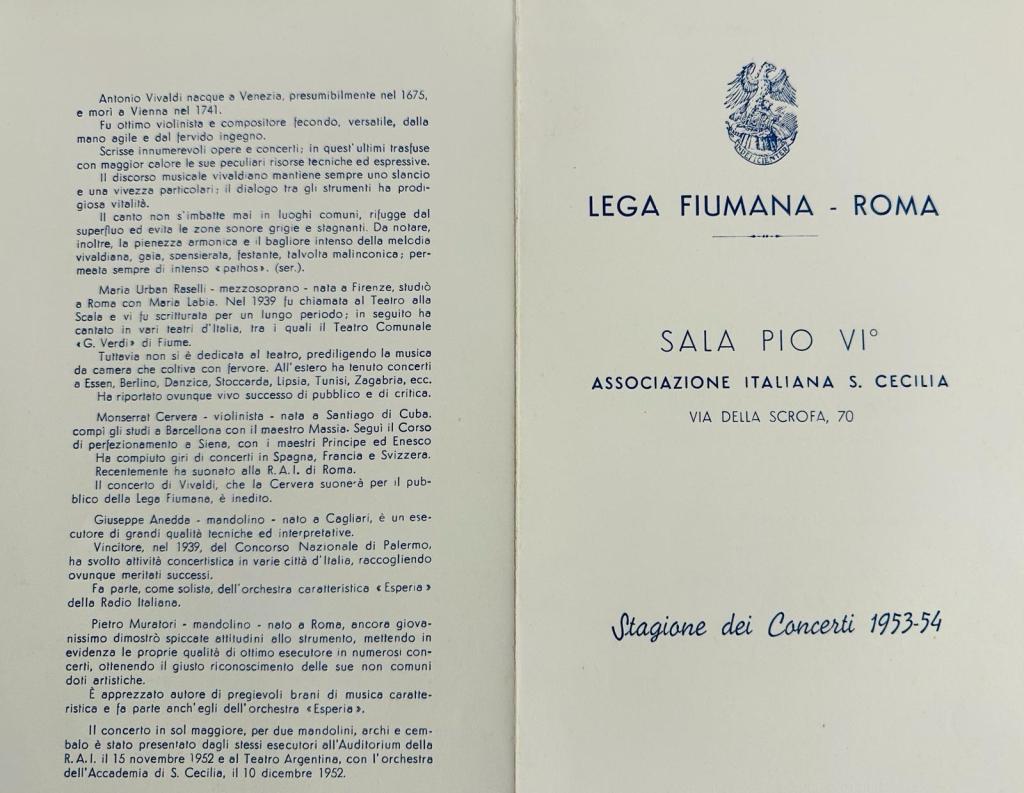 Antonio Vivaldi nacque a Venezia, presumibilmente nel 1675,
e morì a Vienna nel 1741.
Fu ottimo violinista e compositore fecondo, versatile, dalla
mano agile e dal fervido ingegno.
Scrisse innumerevoli opere e concerti; in quest'ultimi trasfuse
con maggior calore le sue peculiari risorse tecniche ed espressive.
Il discorso musicale vivaldiano mantiene sempre uno slancio
e una vivezza particolari; il dialogo tra gli strumenti ha prodi-
giosa vitalità.
Il canto non s'imbatte mai in luoghi comuni, rifugge dal
superfluo ed evita le zone sonore grigie e stagnanti. Da notare,
inoltre, la pienezza armonica e il bagliore intenso della melodia
vivaldiana, gaia, spensierata, festante, talvolta malinconica; per-
meata sempre di intenso «pathos». (ser.).
Maria Urban Raselli - mezzosoprano - nata a Firenze, studiò
a Roma con Maria Labia. Nel 1939 fu chiamata al Teatro alla
Scala e vi fu scritturata per un lungo periodo; in seguito ha
cantato in vari teatri d'Italia, tra i quali il Teatro Comunale
«G. Verdi» di Fiume.
Tuttavia non si è dedicata al teatro, prediligendo la musica
da camera che coltiva con fervore. All'estero ha tenuto concerti
a Essen, Berlino, Danzica, Stoccarda, Lipsia, Tunisi, Zagabria, ecc.
Ha riportato ovunque vivo successo di pubblico e di critica.
Monserrat Cervera - violinista - nata a Santiago di Cuba.
compì gli studi a Barcellona con il maestro Massia. Seguì il Corso
di perfezionamento a Siena, con i maestri Principe ed Enesco
Ha compiuto giri di concerti in Spagna, Francia e Svizzera.
Recentemente ha suonato alla R.A.I. di Roma.
Il concerto di Vivaldi, che la Cervera suonerà per il pub-
blico della Lega Fiumana, è inedito.
Giuseppe Anedda - mandolino - nato a Cagliari, è un ese-
cutore di grandi qualità tecniche ed interpretative.
Vincitore, nel 1939, del Concorso Nazionale di Palermo,
ha svolto attività concertistica in varie città d'Italia, raccogliendo
ovunque meritati successi.
Fa parte, come solista, dell'orchestra caratteristica «Esperia»
della Radio Italiana.
Pietro Muratori - mandolino - nato a Roma, ancora giova-
nissimo dimostrò spiccate attitudini allo strumento, mettendo in
evidenza le proprie qualità di ottimo esecutore in numerosi con-
certi, ottenendo il giusto riconoscimento delle sue non comuni
doti artistiche.
È apprezzato autore di pregievoli brani di musica caratte-
ristica e fa parte anch'egli dell'orchestra «Esperia».
Il concerto in sol maggiore, per due mandolini, archi e cem-
balo è stato presentato dagli stessi esecutori all'Auditorium della
R.A.I. il 15 novembre 1952 e al Teatro Argentina, con l'orchestra
dell'Accademia di S. Cecilia, il 10 dicembre 1952.
INDEFICIENTER
LEGA FIUMANA - ROMA
SALA PIO VI°
ASSOCIAZIONE ITALIANA S. CECILIA
VIA DELLA SCROFA, 70
Stagione dei Concerti 1953-54